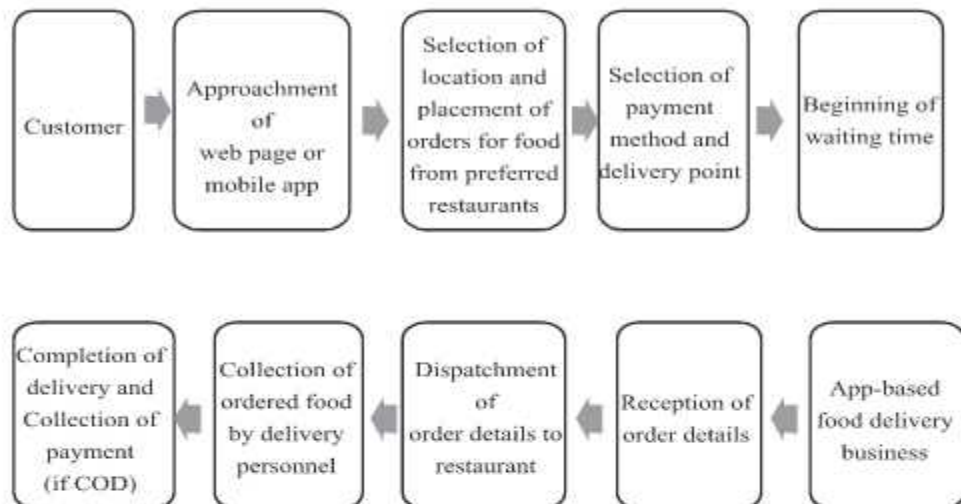 Customer
Approachment
of
web page or
mobile app
Selection of
location and
placement of
orders for food
from preferred
restaurants
Selection of
payment
method and
delivery point
Beginning of
waiting time
Completion of
delivery and
Collection of
payment
(if COD)
Collection of
ordered food
by delivery
personnel
Dispatchment
of
order details to
restaurant
Reception of
order details
App-based
food delivery
business